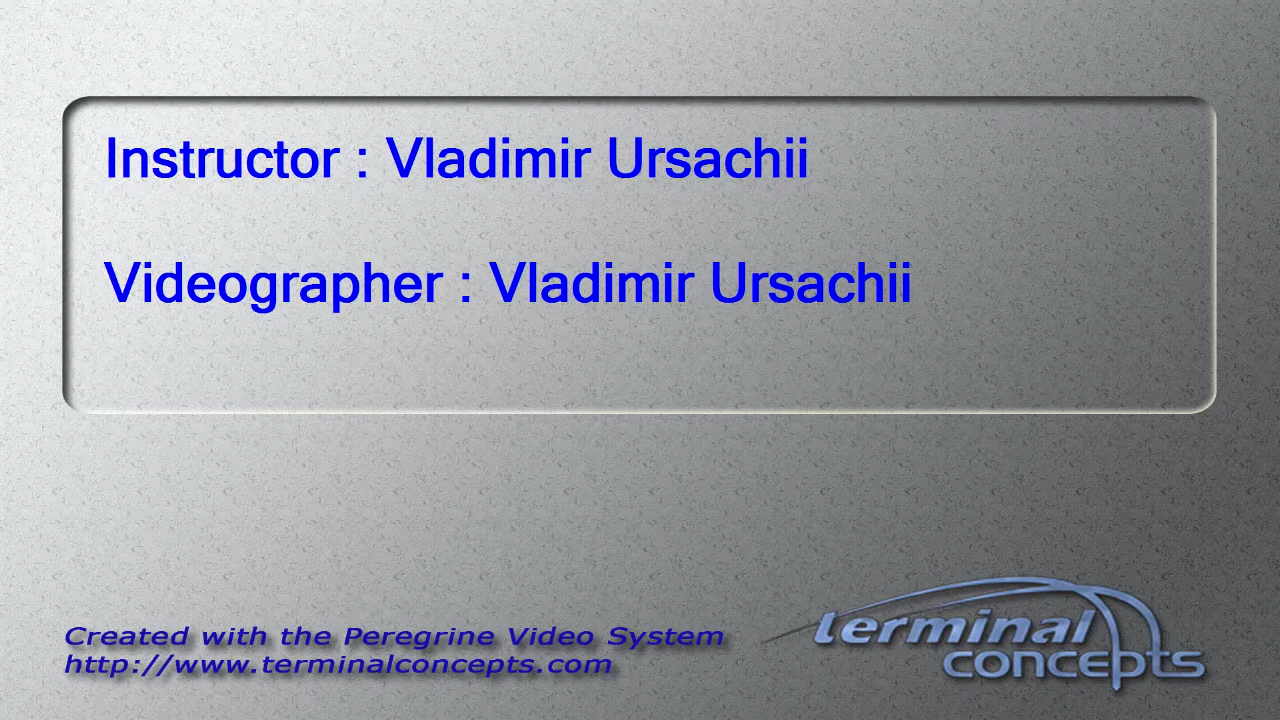 Instructor : Vladimir Ursachii
Videographer : Vladimir Ursachii
Created with the Peregrine Video System
http://www.terminalconcepts.com
terminal
concepts